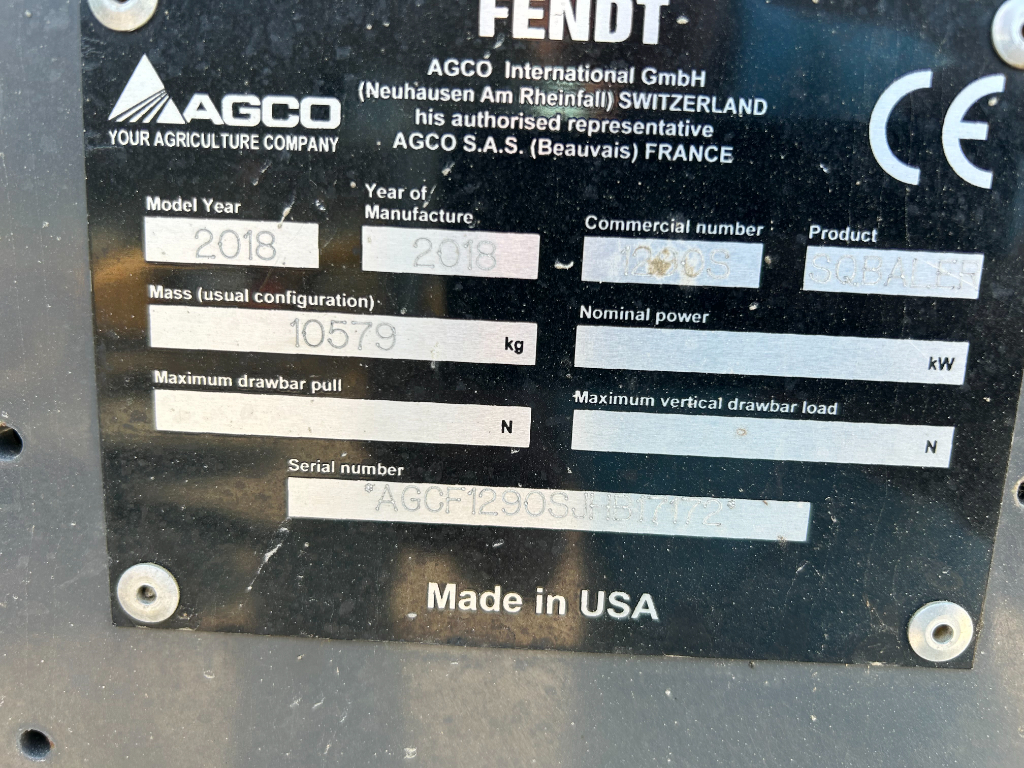 FENDT
AGCO International GmbH
(Neuhausen Am Rheinfall) SWITZERLAND
his authorised representative
AGCO S.A.S. (Beauvais) FRANCE
AGCO
YOUR AGRICULTURE COMPANY
CE
Model Year
2018
Year of
Manufacture
2018
Commercial number
1290S
Product
SQBALER
Mass (usual configuration)
10579 kg
Nominal power
kW
Maximum drawbar pull
N
Maximum vertical drawbar load
N
Serial number
Made in USA